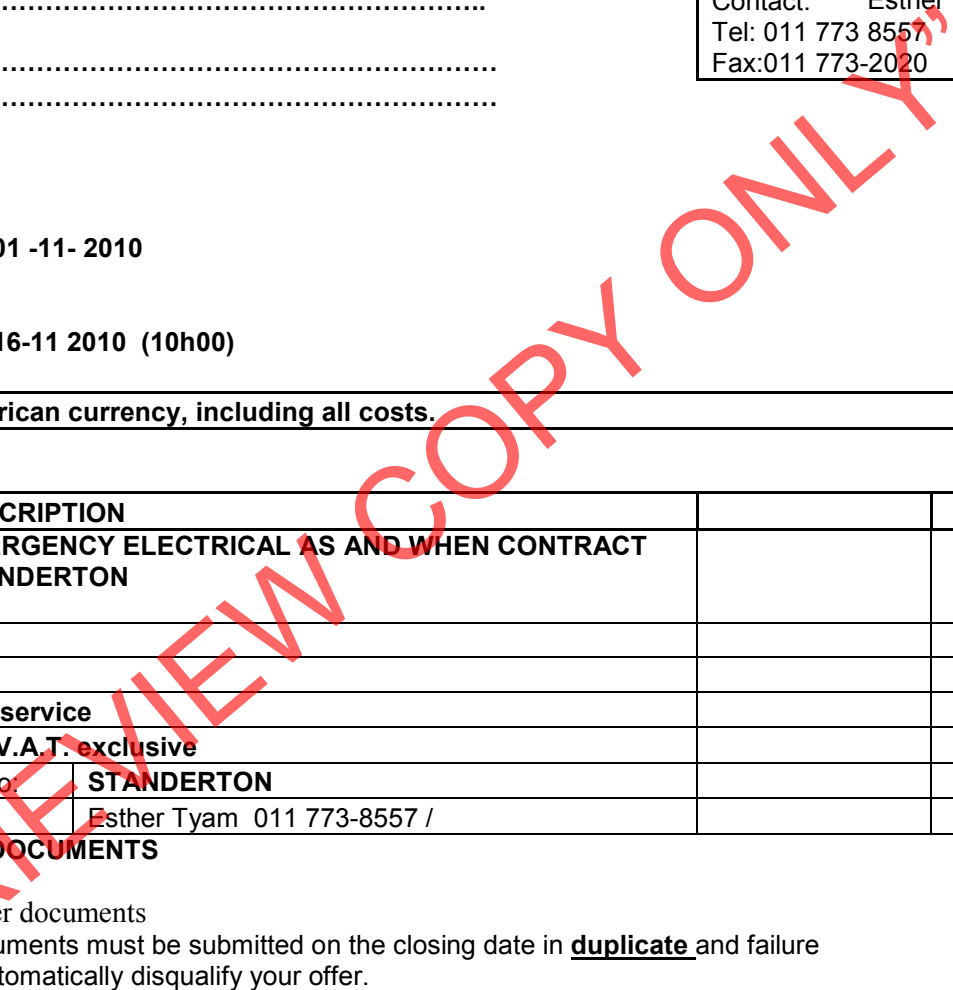 ………………………………………………..
Contact: Esther
Tel: 011 773 8557
………………………………………………… Fax:011 773-2020
…………………………………………………
01 -11- 2010
16-11 2010 (10h00)
rican currency, including all costs.
CRIPTION
ERGENCY ELECTRICAL AS AND WHEN CONTRACT
NDERTON
service
V.A.T. exclusive
o: STANDERTON
Esther Tyam 011 773-8557 /
DOCUMENTS
er documents
uments must be submitted on the closing date in duplicate and failure
tomatically disqualify your offer.
EVIEW COPY ONLY”